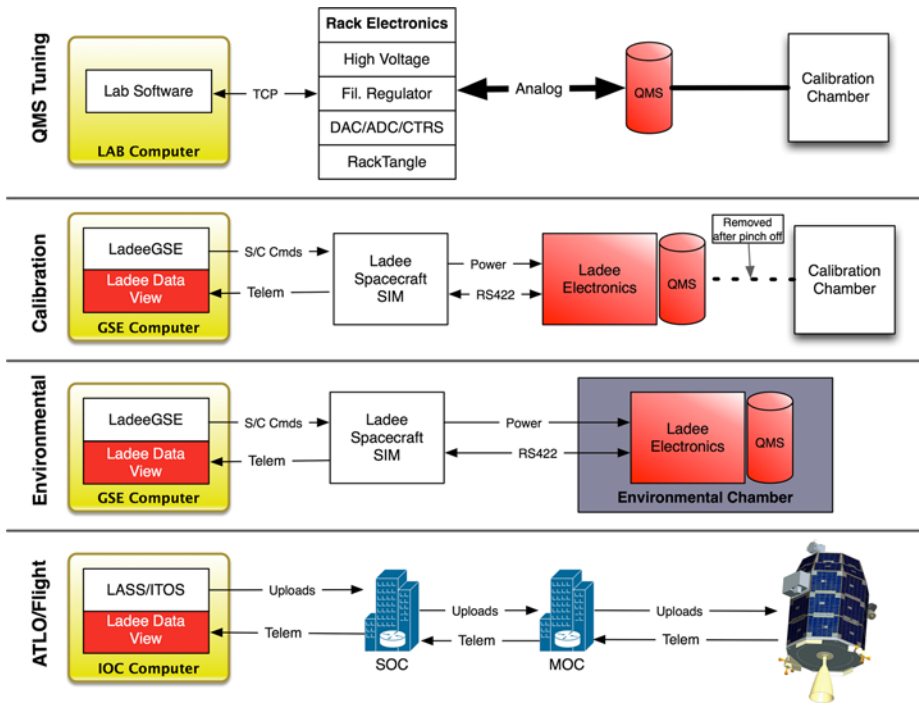 QMS Tuning
Lab Software
LAB Computer
TCP
Rack Electronics
High Voltage
Fil. Regulator
DAC/ADC/CTRS
RackTangle
Analog
QMS
Calibration
Chamber
Calibration
LadeeGSE
Ladee Data
View
GSE Computer
S/C Cmds
Telem
Ladee
Spacecraft
SIM
Power
RS422
Ladee
Electronics
QMS
Removed
after pinch off
Calibration
Chamber
Environmental
LadeeGSE
Ladee Data
View
GSE Computer
S/C Cmds
Telem
Ladee
Spacecraft
SIM
Power
RS422
Ladee
Electronics
QMS
Environmental Chamber
ATLO/Flight
LASS/ITOS
Ladee Data
View
IOC Computer
Uploads
Telem
SOC
Uploads
Telem
MOC
Uploads
Telem